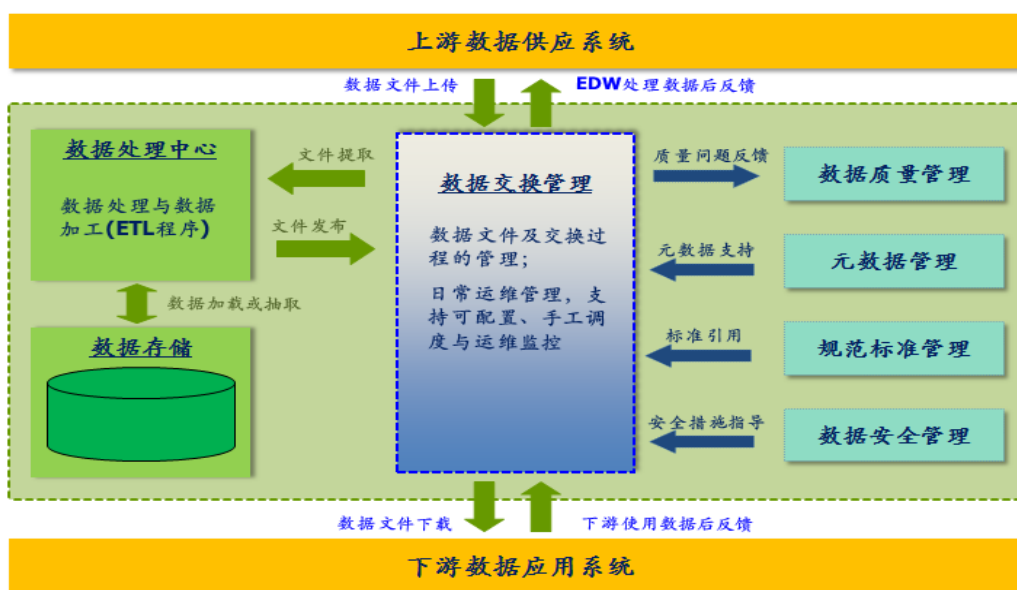 上游数据供应系统
数据文件上传
EDW处理数据后反馈
数据处理中心
数据处理与数据
加工(ETL程序)
文件提取
文件发布
数据加载或抽取
数据存储
数据交换管理
数据文件及交换过
程的管理;
日常运维管理，支
持可配置、手工调
度与运维监控
质量问题反馈
数据质量管理
元数据支持
元数据管理
标准引用
规范标准管理
安全措施指导
数据安全管理
数据文件下载
下游使用数据后反馈
下游数据应用系统